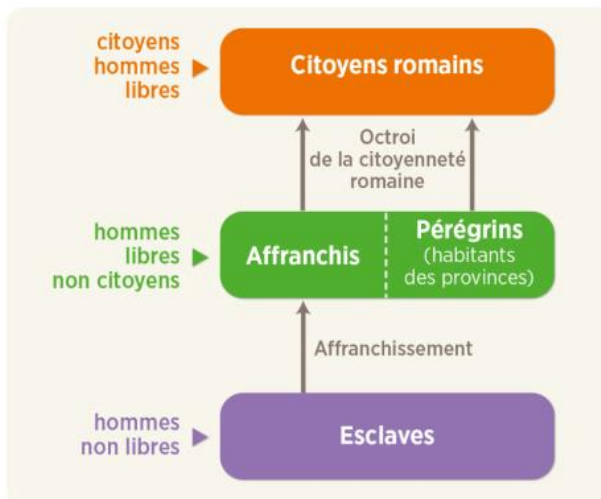 citoyens
hommes
libres
Citoyens romains
Octroi
de la citoyenneté
romaine
hommes
libres
non citoyens
Affranchis
Pérégrins
(habitants
des provinces)
Affranchissement
hommes
non libres
Esclaves